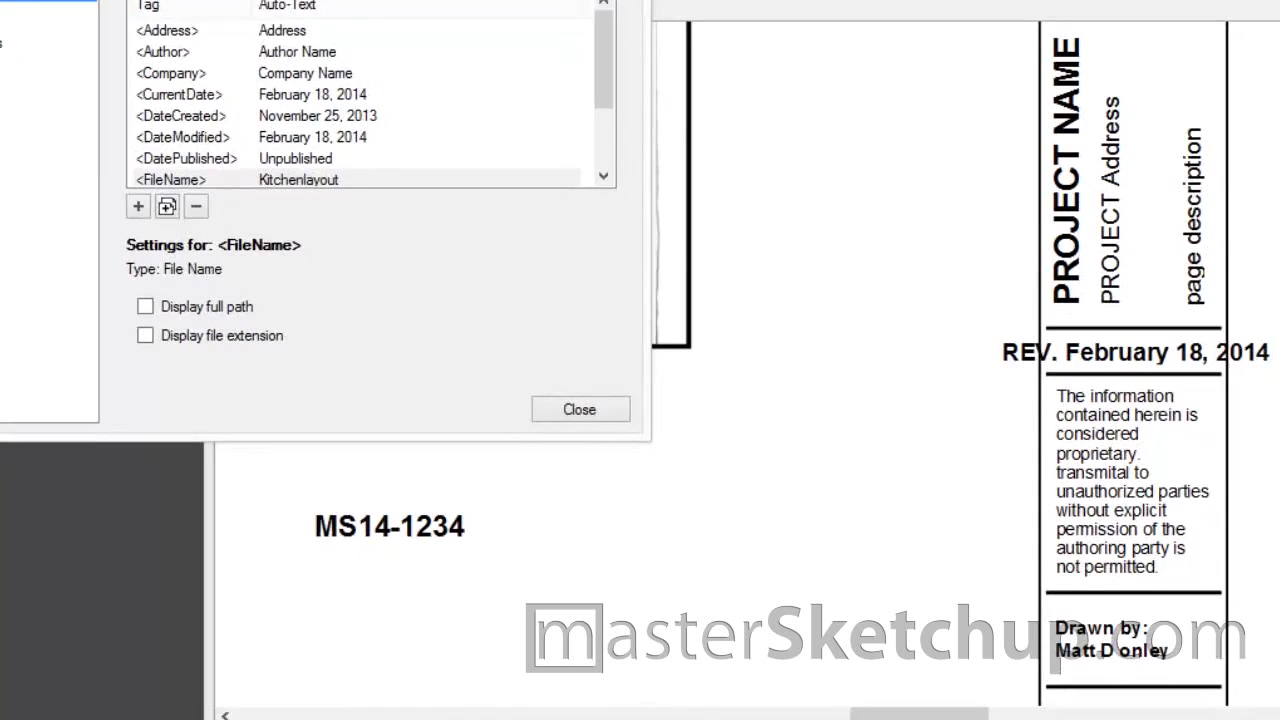 Tag Auto-Text
<Address> Address
<Author> Author Name
<Company> Company Name
<CurrentDate> February 18, 2014
<DateCreated> November 25, 2013
<DateModified> February 18, 2014
<DatePublished> Unpublished
<FileName> Kitchenlayout
Settings for: <FileName>
Type: File Name
Display full path
Display file extension
Close
MS14-1234
PROJECT NAME
PROJECT Address
page description
REV. February 18, 2014
The information
contained herein is
considered
proprietary.
transmital to
unauthorized parties
without explicit
permission of the
authoring party is
not permitted.
Drawn by:
Matt D onley
masterSketchup.com